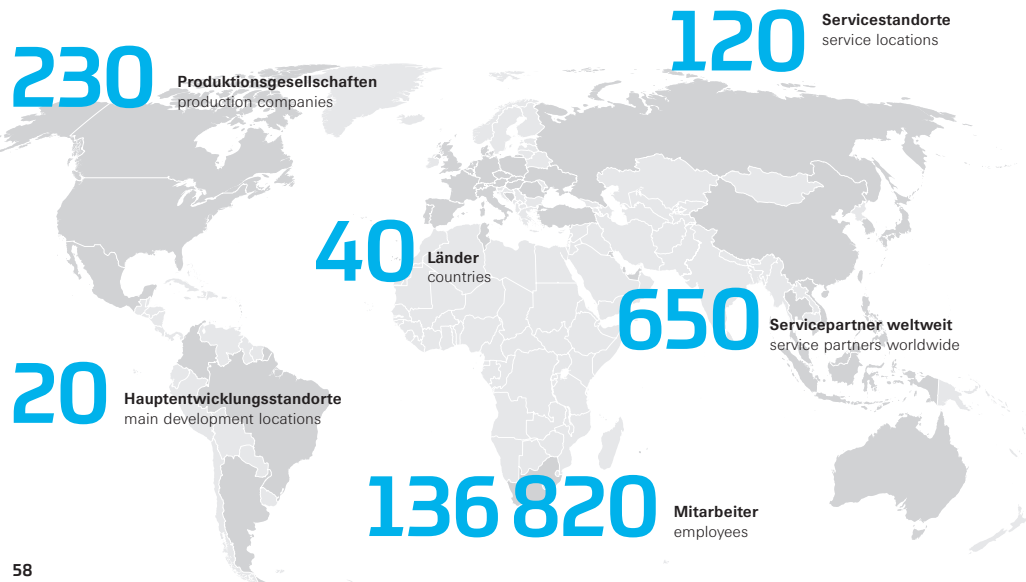 120
Servicestandorte
service locations
230
Produktionsgesellschaften
production companies
40
Länder
countries
650
Servicepartner weltweit
service partners worldwide
20
Hauptentwicklungsstandorte
main development locations
136 820
Mitarbeiter
employees
58